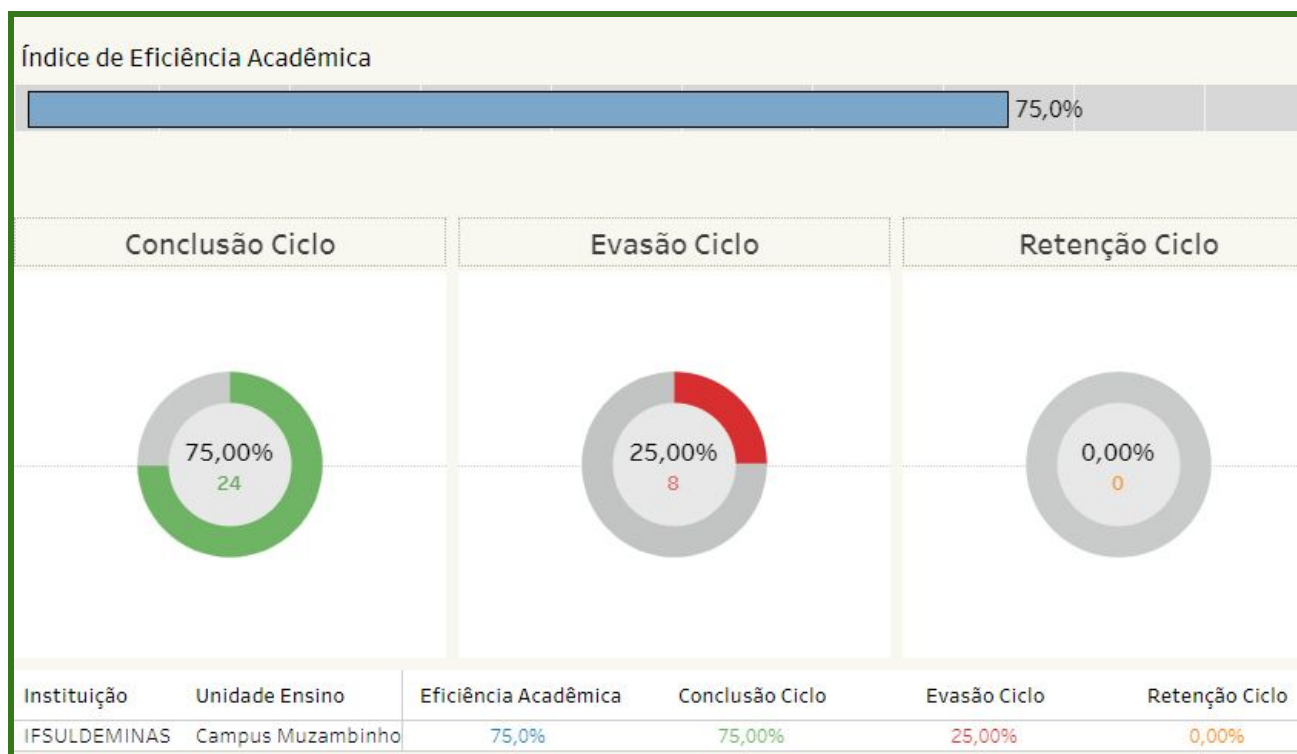 Índice de Eficiência Acadêmica
75,0%
Conclusão Ciclo
Evasão Ciclo
Retenção Ciclo
75,00%
24
25,00%
8
0,00%
0
Instituição Unidade Ensino Eficiência Acadêmica Conclusão Ciclo Evasão Ciclo Retenção Ciclo
IFSULDEMINAS Campus Muzambinho 75,0% 75,00% 25,00% 0,00%